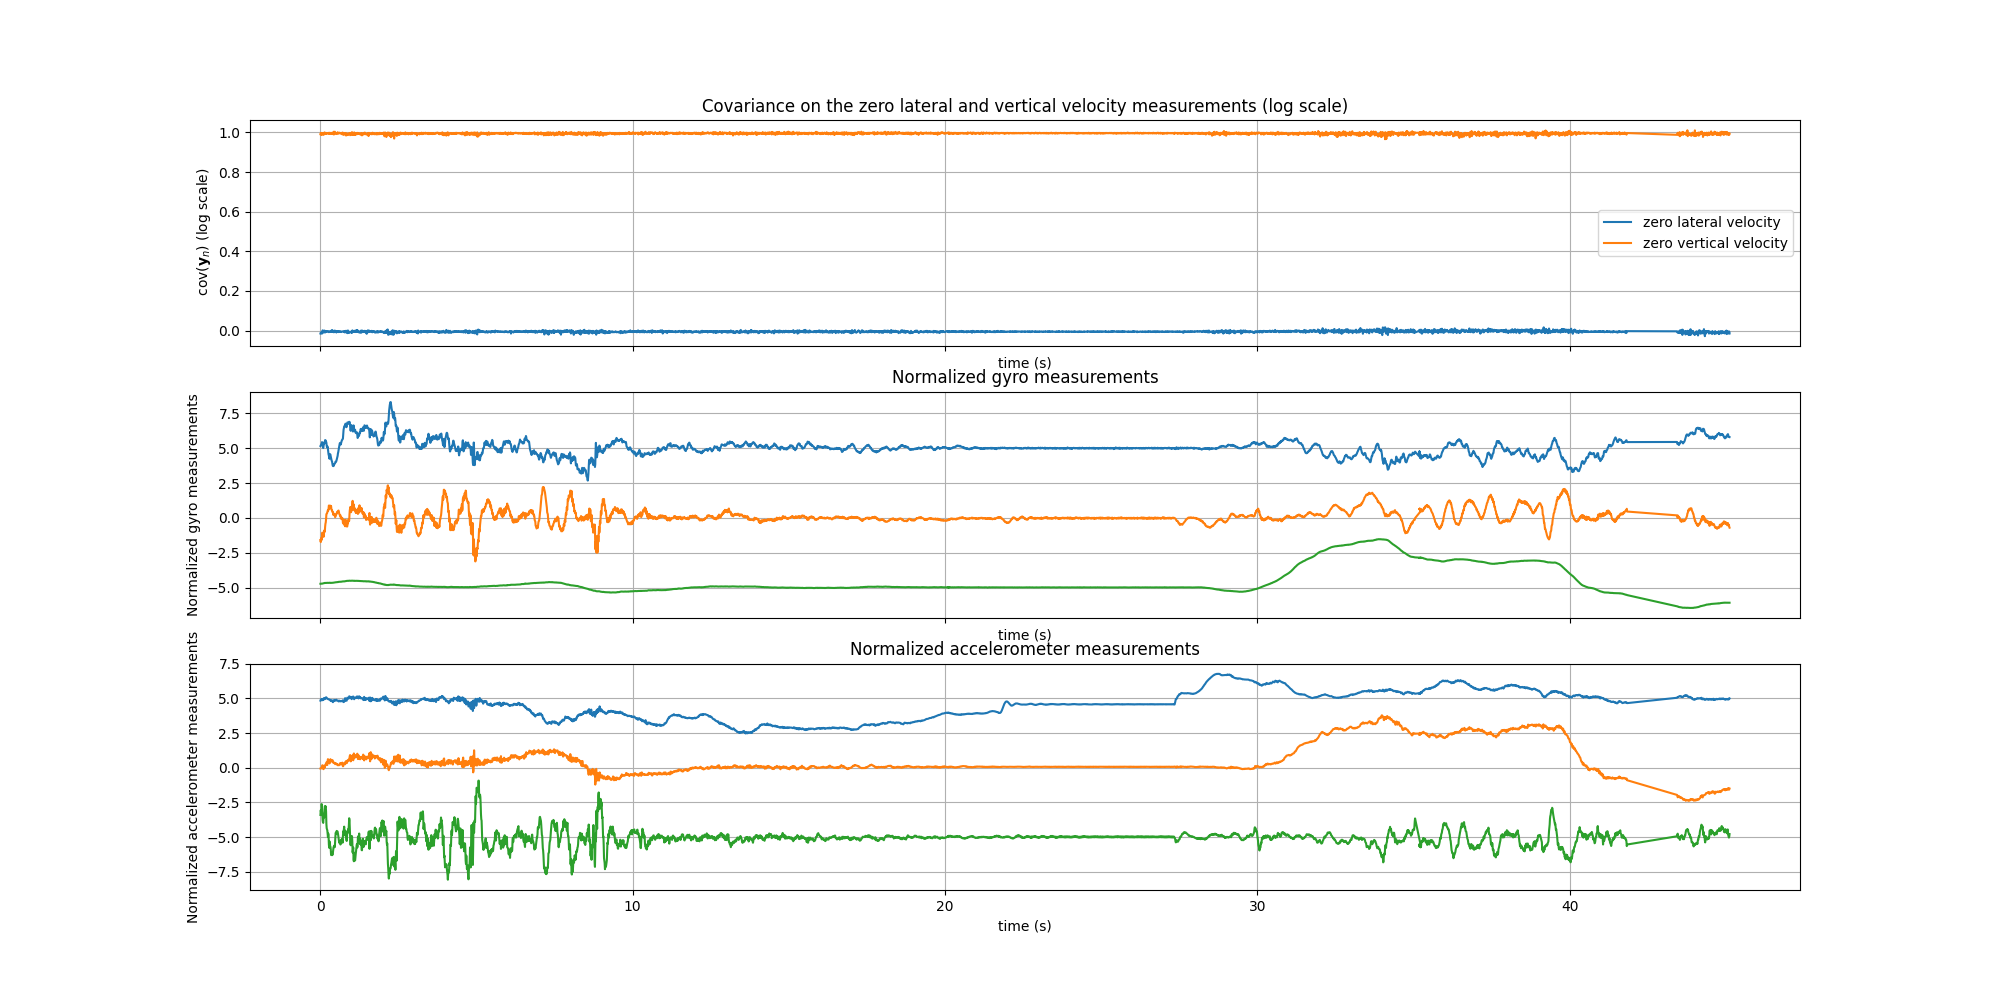 Covariance on the zero lateral and vertical velocity measurements (log scale)
cov(yₙ) (log scale)
1.0
0.8
0.6
0.4
0.2
0.0
zero lateral velocity
zero vertical velocity
time (s)
Normalized gyro measurements
Normalized gyro measurements
7.5
5.0
2.5
0.0
−2.5
−5.0
time (s)
Normalized accelerometer measurements
Normalized accelerometer measurements
7.5
5.0
2.5
0.0
−2.5
−5.0
−7.5
0 10 20 30 40
time (s)